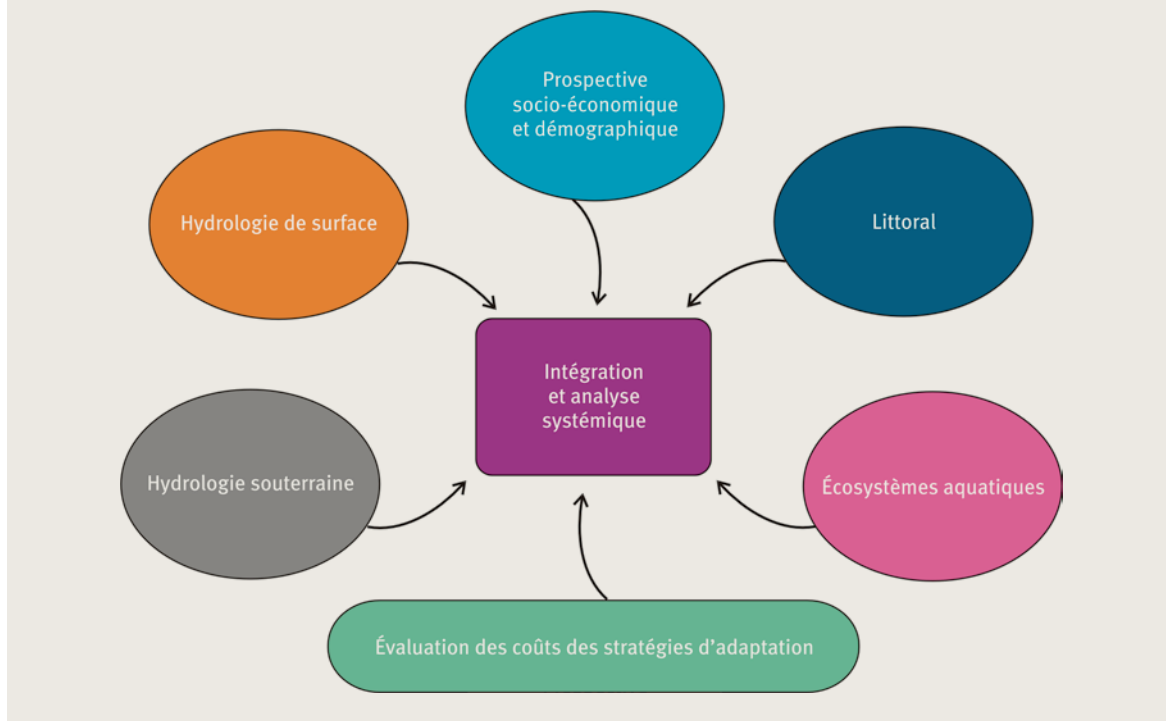 Prospective
socio-économique
et démographique
Hydrologie de surface
Littoral
Intégration
et analyse
systémique
Hydrologie souterraine
Écosystèmes aquatiques
Évaluation des coûts des stratégies d’adaptation